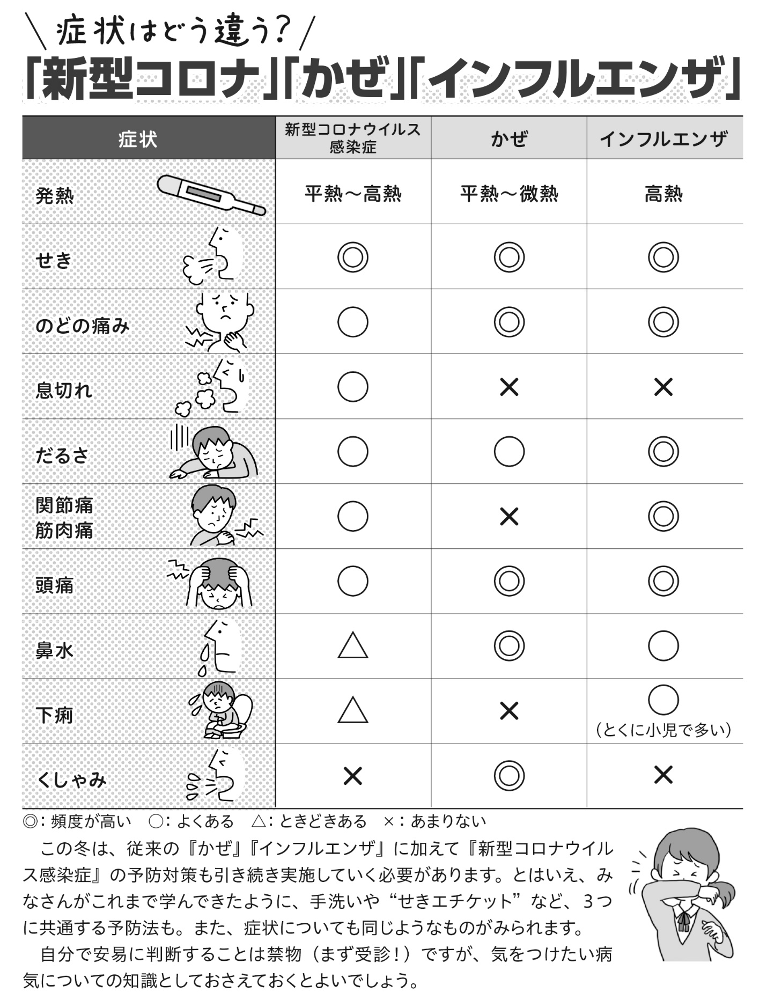 症状はどう違う？
「新型コロナ」「かぜ」「インフルエンザ」
症状 新型コロナウイルス感染症 かぜ インフルエンザ
発熱 平熱〜高熱 平熱〜微熱 高熱
せき ◎ ◎ ◎
のどの痛み ○ ◎ ◎
息切れ ○ × ×
だるさ ○ ○ ◎
関節痛 筋肉痛 ○ × ◎
頭痛 ○ ◎ ◎
鼻水 △ ◎ ○
下痢 △ × ○（とくに小児で多い）
くしゃみ × ◎ ×
◎：頻度が高い　○：よくある　△：ときどきある　×：あまりない
　この冬は、従来の『かぜ』『インフルエンザ』に加えて『新型コロナウイル
ス感染症』の予防対策も引き続き実施していく必要があります。とはいえ、み
なさんがこれまで学んできたように、手洗いや“せきエチケット”など、３つ
に共通する予防法も。また、症状についても同じようなものがみられます。
　自分で安易に判断することは禁物（まず受診！）ですが、気をつけたい病
気についての知識としておさえておくとよいでしょう。